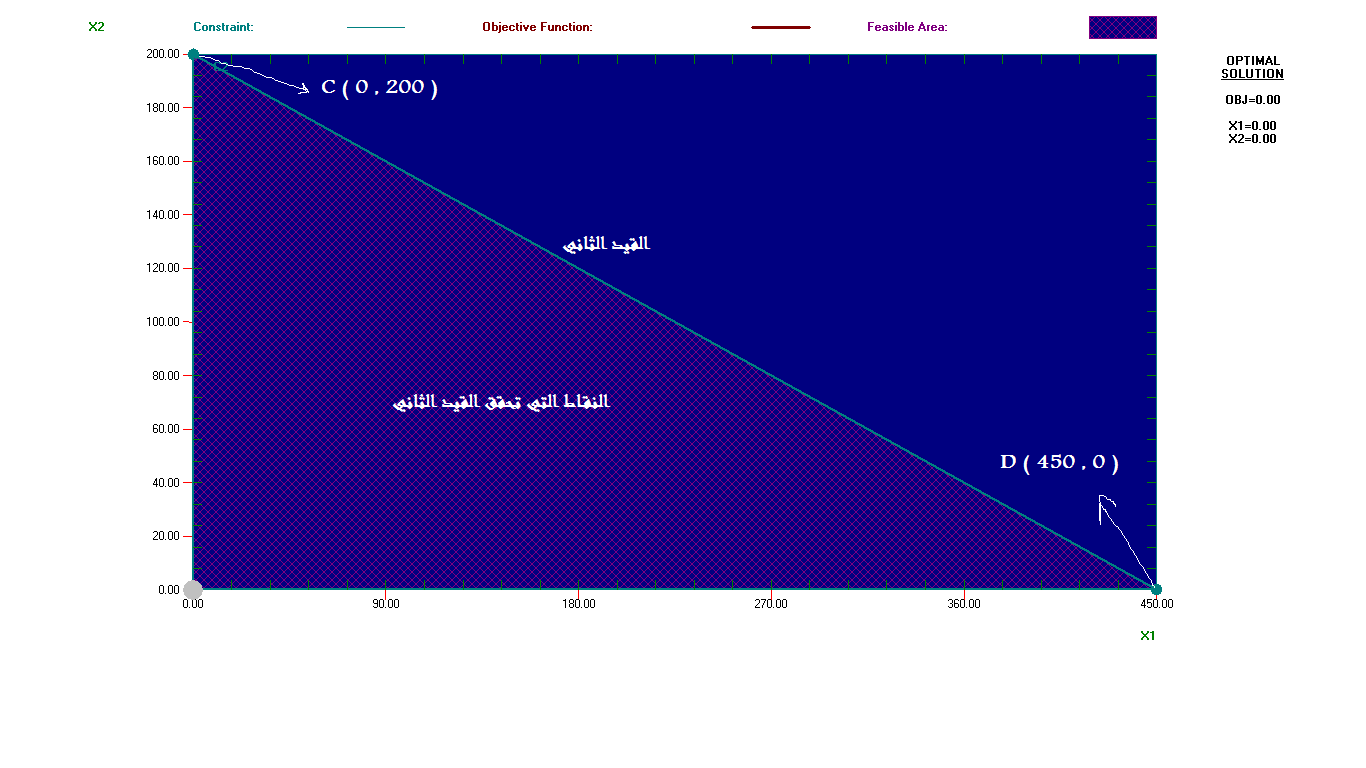 X2 Constraint: Objective Function: Feasible Area:
OPTIMAL
SOLUTION
OBJ=0.00
X1=0.00
X2=0.00
200.00
C ( 0 , 200 )
180.00
160.00
140.00
القيد الثاني
120.00
100.00
80.00
النقاط التي تحقق القيد الثاني
60.00
D ( 450 , 0 )
40.00
20.00
0.00
0.00 90.00 180.00 270.00 360.00 450.00
X1